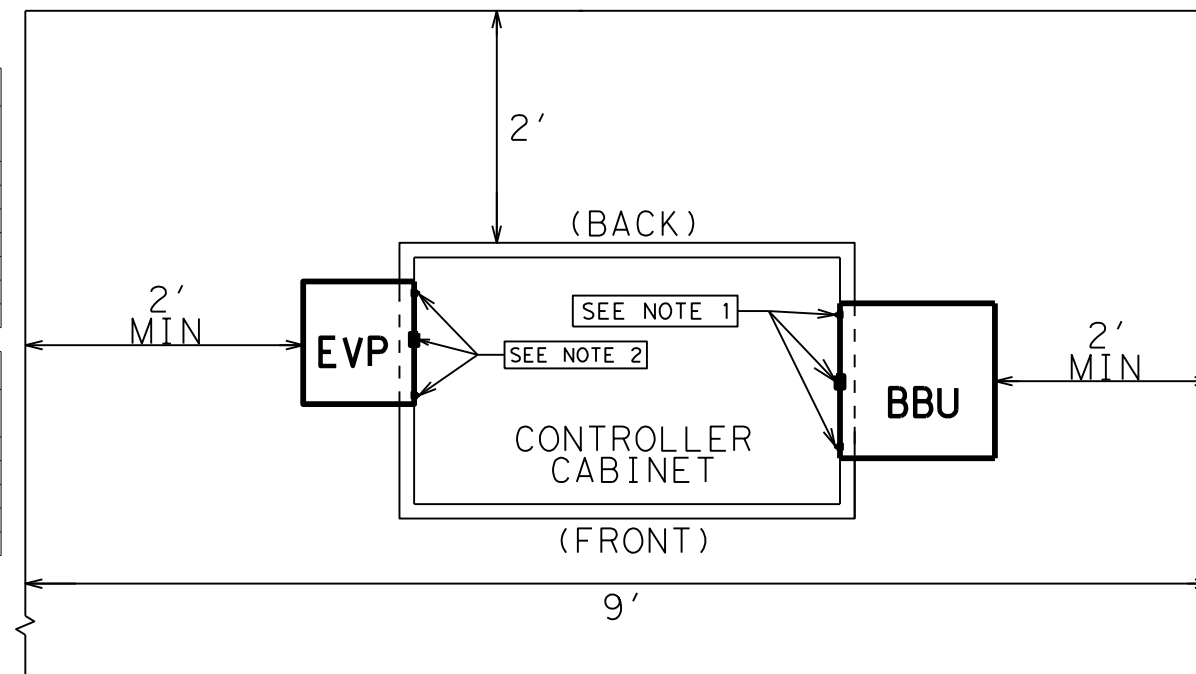 2'
(BACK)
2'
MIN
SEE NOTE 1
2'
MIN
EVP
SEE NOTE 2
BBU
CONTROLLER
CABINET
(FRONT)
9'